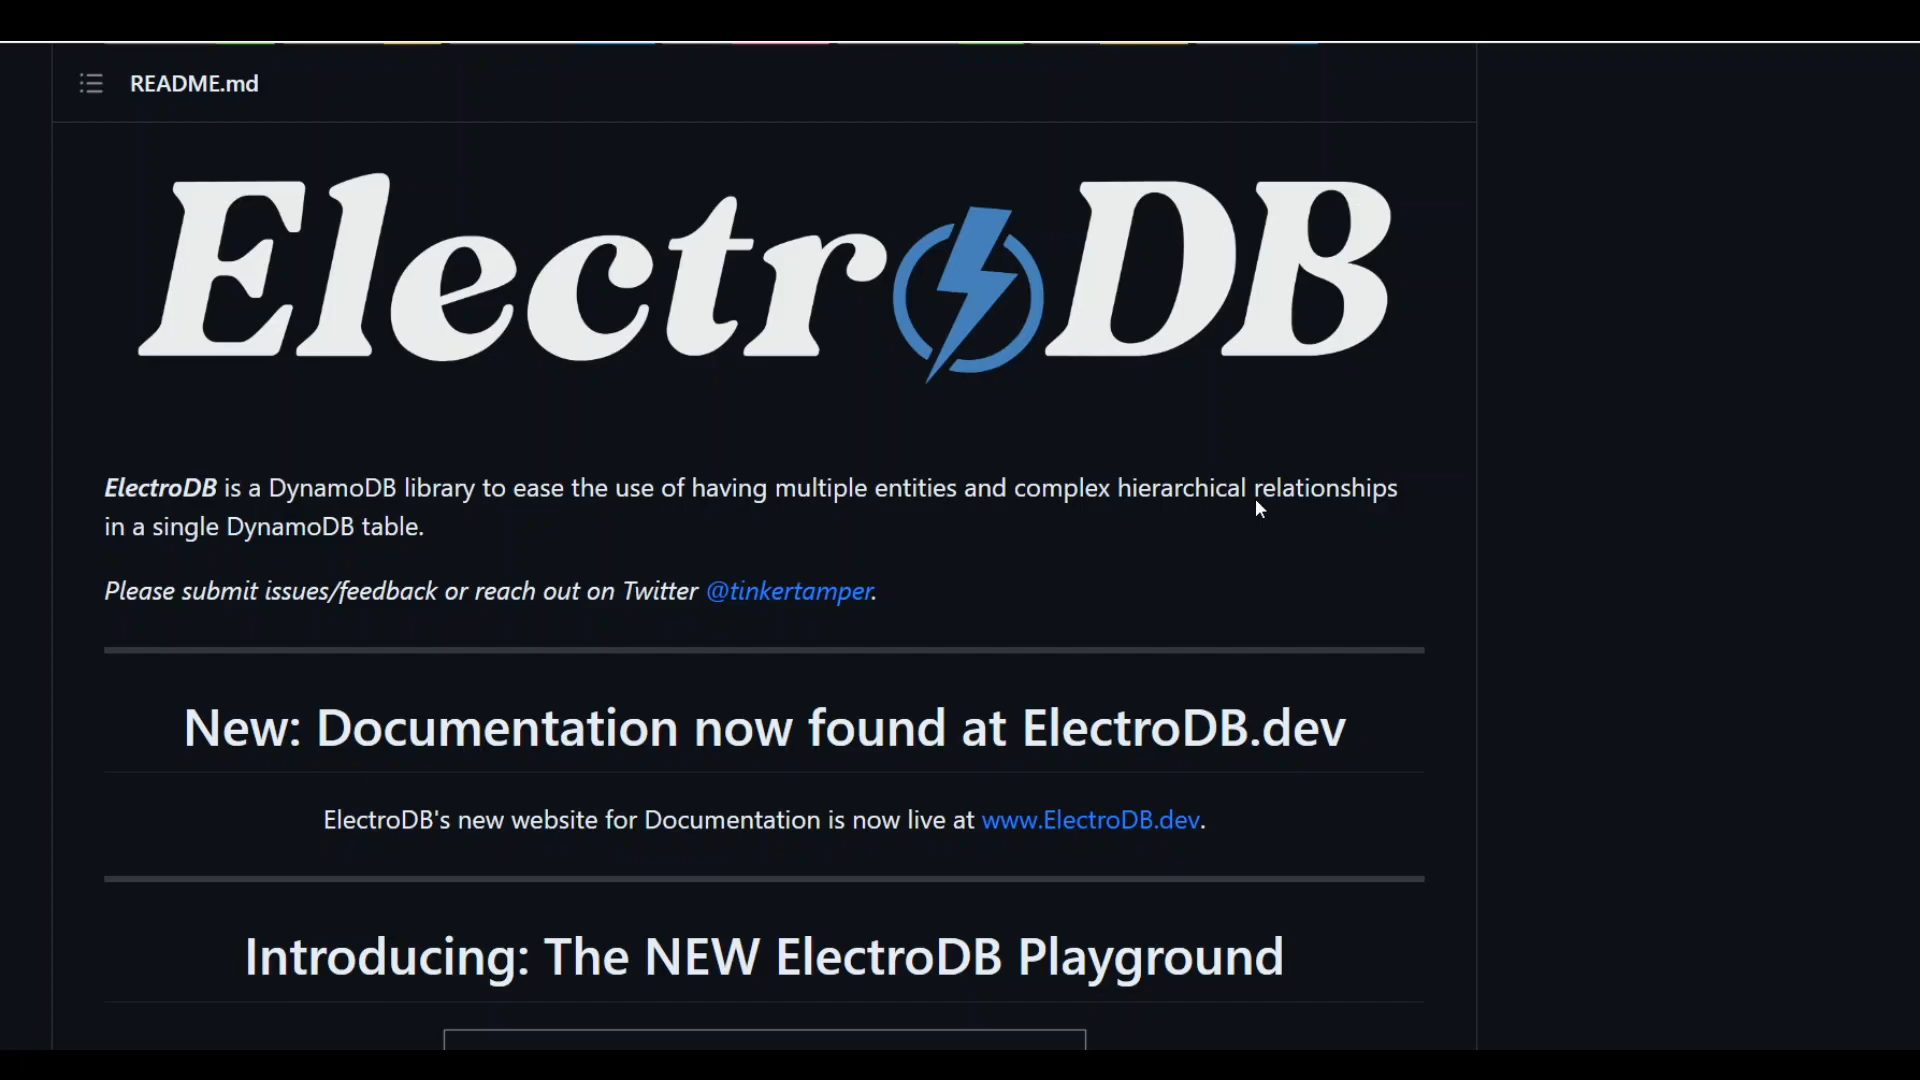 README.md
ElectroDB
ElectroDB is a DynamoDB library to ease the use of having multiple entities and complex hierarchical relationships
in a single DynamoDB table.
Please submit issues/feedback or reach out on Twitter @tinkertamper.
New: Documentation now found at ElectroDB.dev
ElectroDB's new website for Documentation is now live at www.ElectroDB.dev.
Introducing: The NEW ElectroDB Playground